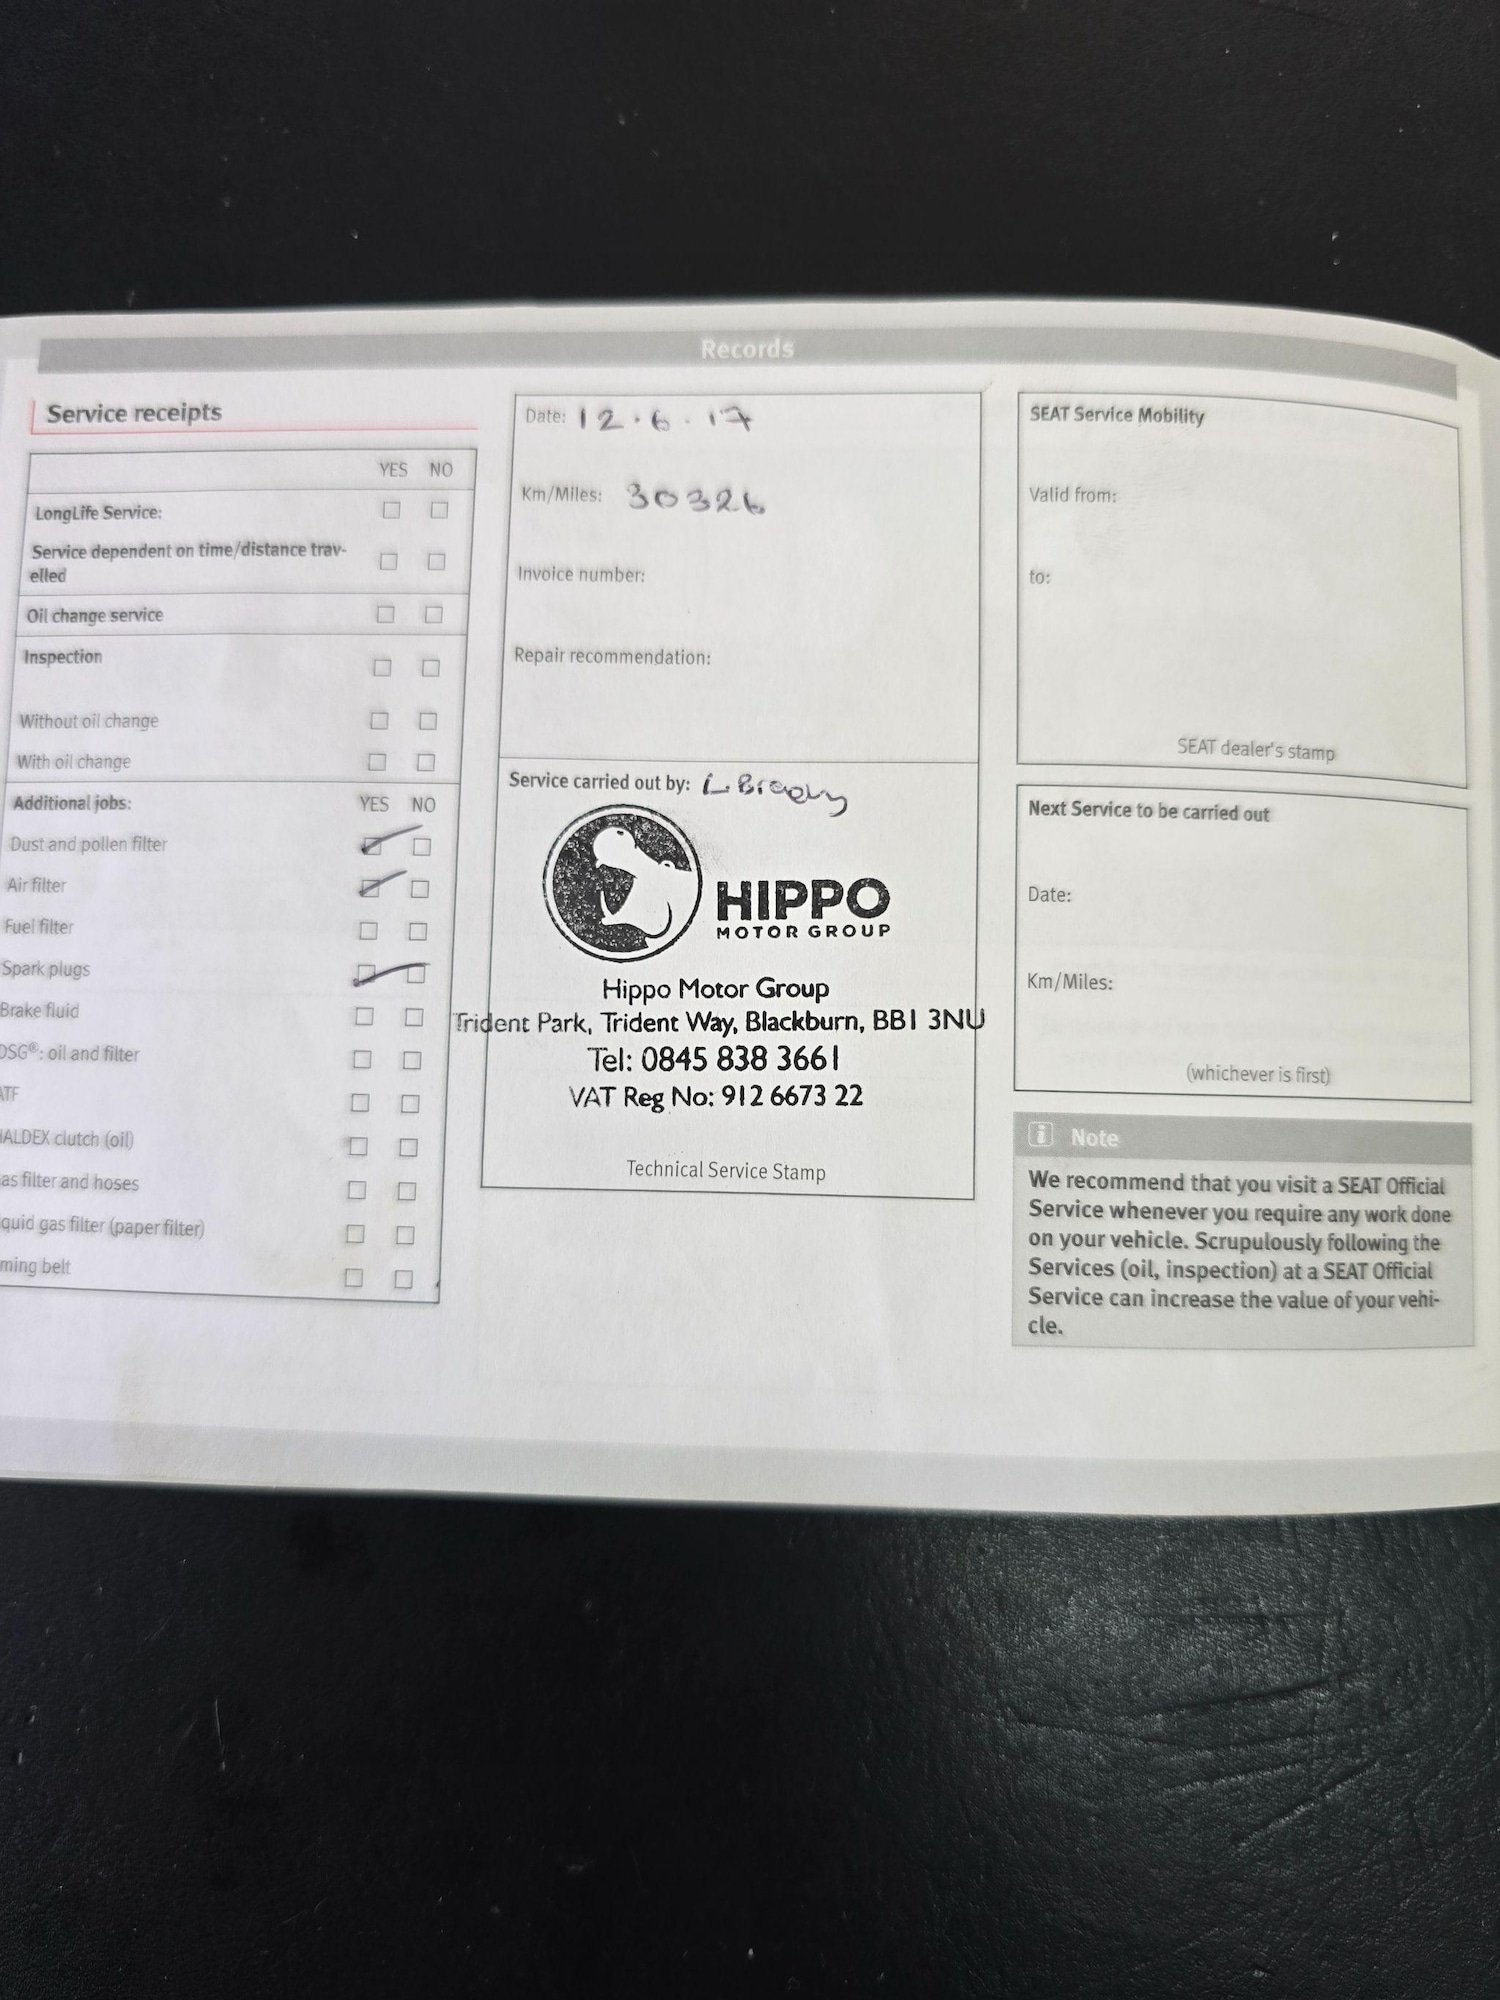 Records
Service receipts
YES NO
LongLife Service:
Service dependent on time/distance trav-
elled
Oil change service
Inspection
Without oil change
With oil change
Additional jobs: YES NO
Dust and pollen filter
Air filter
Fuel filter
Spark plugs
Brake fluid
DSG®: oil and filter
ATF
HALDEX clutch (oil)
as filter and hoses
quid gas filter (paper filter)
ming belt
Date: 12.6.17
Km/Miles: 30326
Invoice number:
Repair recommendation:
Service carried out by: L. Brady
HIPPO
MOTOR GROUP
Hippo Motor Group
Trident Park, Trident Way, Blackburn, BB1 3NU
Tel: 0845 838 3661
VAT Reg No: 912 6673 22
Technical Service Stamp
SEAT Service Mobility
Valid from:
to:
SEAT dealer's stamp
Next Service to be carried out
Date:
Km/Miles:
(whichever is first)
i Note
We recommend that you visit a SEAT Official
Service whenever you require any work done
on your vehicle. Scrupulously following the
Services (oil, inspection) at a SEAT Official
Service can increase the value of your vehi-
cle.